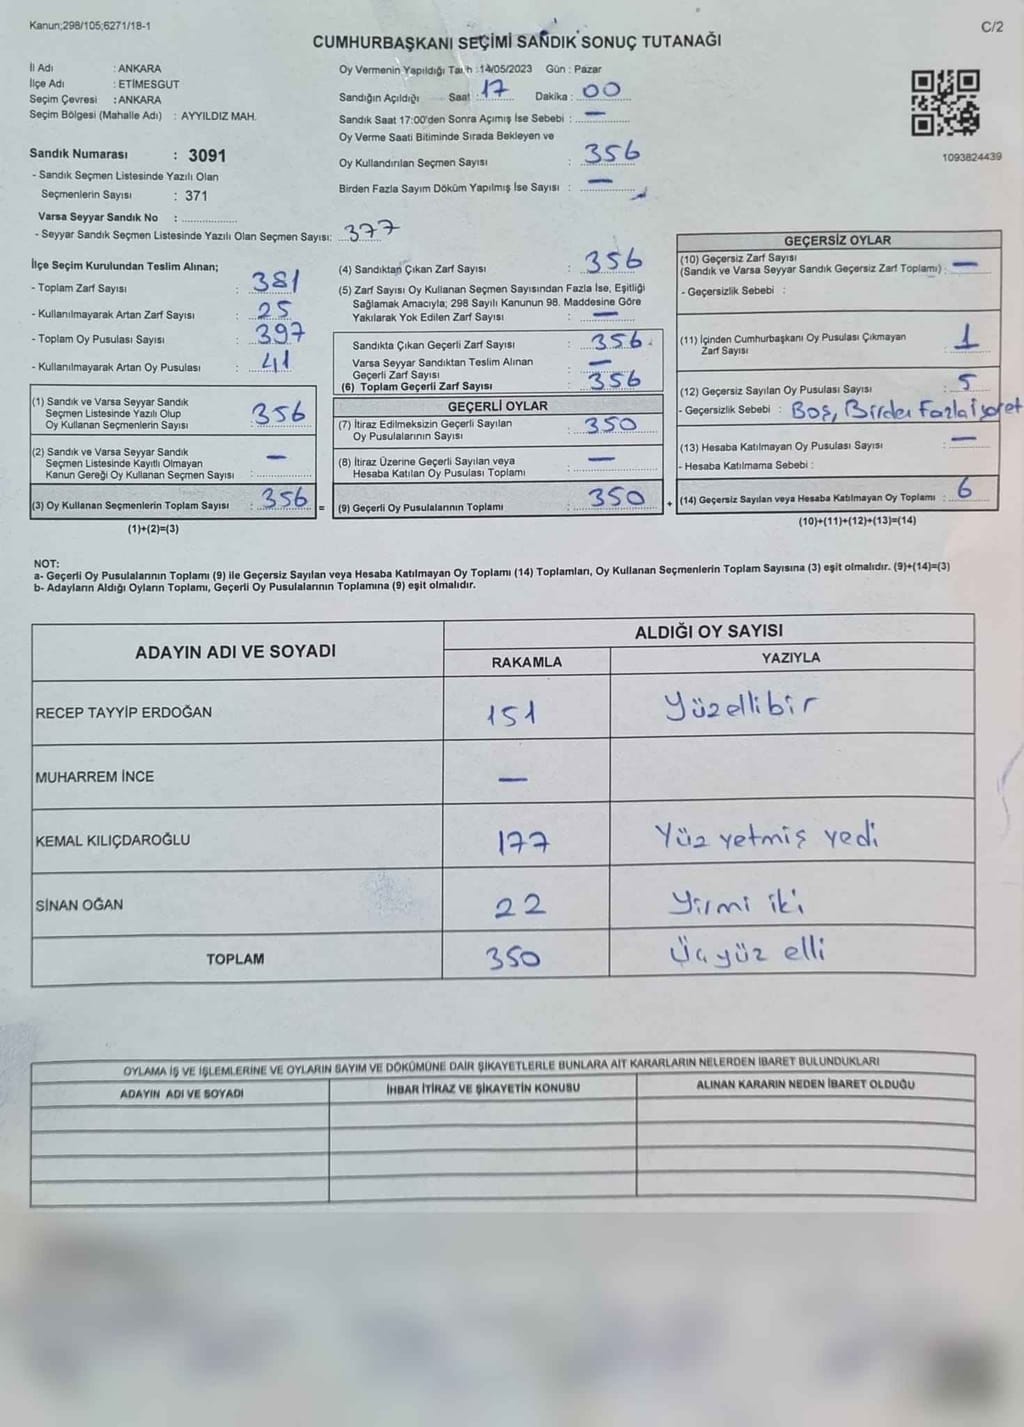 Kanun;298/105;6271/18-1
C/2
CUMHURBAŞKANI SEÇİMİ SANDIK SONUÇ TUTANAĞI
İl Adı : ANKARA
İlçe Adı : ETİMESGUT
Seçim Çevresi : ANKARA
Seçim Bölgesi (Mahalle Adı) : AYYILDIZ MAH.
Sandık Numarası : 3091
- Sandık Seçmen Listesinde Yazılı Olan
Seçmenlerin Sayısı : 371
Varsa Seyyar Sandık No :
- Seyyar Sandık Seçmen Listesinde Yazılı Olan Seçmen Sayısı: 377
Oy Vermenin Yapıldığı Tarih :14/05/2023 Gün : Pazar
Sandığın Açıldığı Saat : 17 Dakika : 00
Sandık Saat 17:00'den Sonra Açımış İse Sebebi : —
Oy Verme Saati Bitiminde Sırada Bekleyen ve
Oy Kullandırılan Seçmen Sayısı : 356
Birden Fazla Sayım Döküm Yapılmış İse Sayısı : —
1093824439
İlçe Seçim Kurulundan Teslim Alınan;
- Toplam Zarf Sayısı : 381
- Kullanılmayarak Artan Zarf Sayısı : 25
- Toplam Oy Pusulası Sayısı : 397
- Kullanılmayarak Artan Oy Pusulası : 41
(1) Sandık ve Varsa Seyyar Sandık
Seçmen Listesinde Yazılı Olup
Oy Kullanan Seçmenlerin Sayısı : 356
(2) Sandık ve Varsa Seyyar Sandık
Seçmen Listesinde Kayıtlı Olmayan
Kanun Gereği Oy Kullanan Seçmen Sayısı : —
(3) Oy Kullanan Seçmenlerin Toplam Sayısı : 356 =
(1)+(2)=(3)
(4) Sandıktan Çıkan Zarf Sayısı : 356
(5) Zarf Sayısı Oy Kullanan Seçmen Sayısından Fazla İse, Eşitliği
Sağlamak Amacıyla; 298 Sayılı Kanunun 98. Maddesine Göre
Yakılarak Yok Edilen Zarf Sayısı : —
Sandıkta Çıkan Geçerli Zarf Sayısı : 356
Varsa Seyyar Sandıktan Teslim Alınan
Geçerli Zarf Sayısı : —
(6) Toplam Geçerli Zarf Sayısı : 356
GEÇERLİ OYLAR
(7) İtiraz Edilmeksizin Geçerli Sayılan
Oy Pusulalarının Sayısı : 350
(8) İtiraz Üzerine Geçerli Sayılan veya
Hesaba Katılan Oy Pusulası Toplamı : —
(9) Geçerli Oy Pusulalarının Toplamı : 350 +
GEÇERSİZ OYLAR
(10) Geçersiz Zarf Sayısı
(Sandık ve Varsa Seyyar Sandık Geçersiz Zarf Toplamı) : —
- Geçersizlik Sebebi :
(11) İçinden Cumhurbaşkanı Oy Pusulası Çıkmayan
Zarf Sayısı : 1
(12) Geçersiz Sayılan Oy Pusulası Sayısı : 5
- Geçersizlik Sebebi : Boş, Birden Fazla işaret
(13) Hesaba Katılmayan Oy Pusulası Sayısı : —
- Hesaba Katılmama Sebebi :
(14) Geçersiz Sayılan veya Hesaba Katılmayan Oy Toplamı : 6
(10)+(11)+(12)+(13)=(14)
NOT:
a- Geçerli Oy Pusulalarının Toplamı (9) ile Geçersiz Sayılan veya Hesaba Katılmayan Oy Toplamı (14) Toplamları, Oy Kullanan Seçmenlerin Toplam Sayısına (3) eşit olmalıdır. (9)+(14)=(3)
b- Adayların Aldığı Oyların Toplamı, Geçerli Oy Pusulalarının Toplamına (9) eşit olmalıdır.
ADAYIN ADI VE SOYADI
ALDIĞI OY SAYISI
RAKAMLA YAZIYLA
RECEP TAYYİP ERDOĞAN 151 Yüzellibir
MUHARREM İNCE —
KEMAL KILIÇDAROĞLU 177 Yüz yetmiş yedi
SİNAN OĞAN 22 Yirmi iki
TOPLAM 350 Üçyüz elli
OYLAMA İŞ VE İŞLEMLERİNE VE OYLARIN SAYIM VE DÖKÜMÜNE DAİR ŞİKAYETLERLE BUNLARA AİT KARARLARIN NELERDEN İBARET BULUNDUKLARI
ADAYIN ADI VE SOYADI İHBAR İTİRAZ VE ŞİKAYETİN KONUSU ALINAN KARARIN NEDEN İBARET OLDUĞU